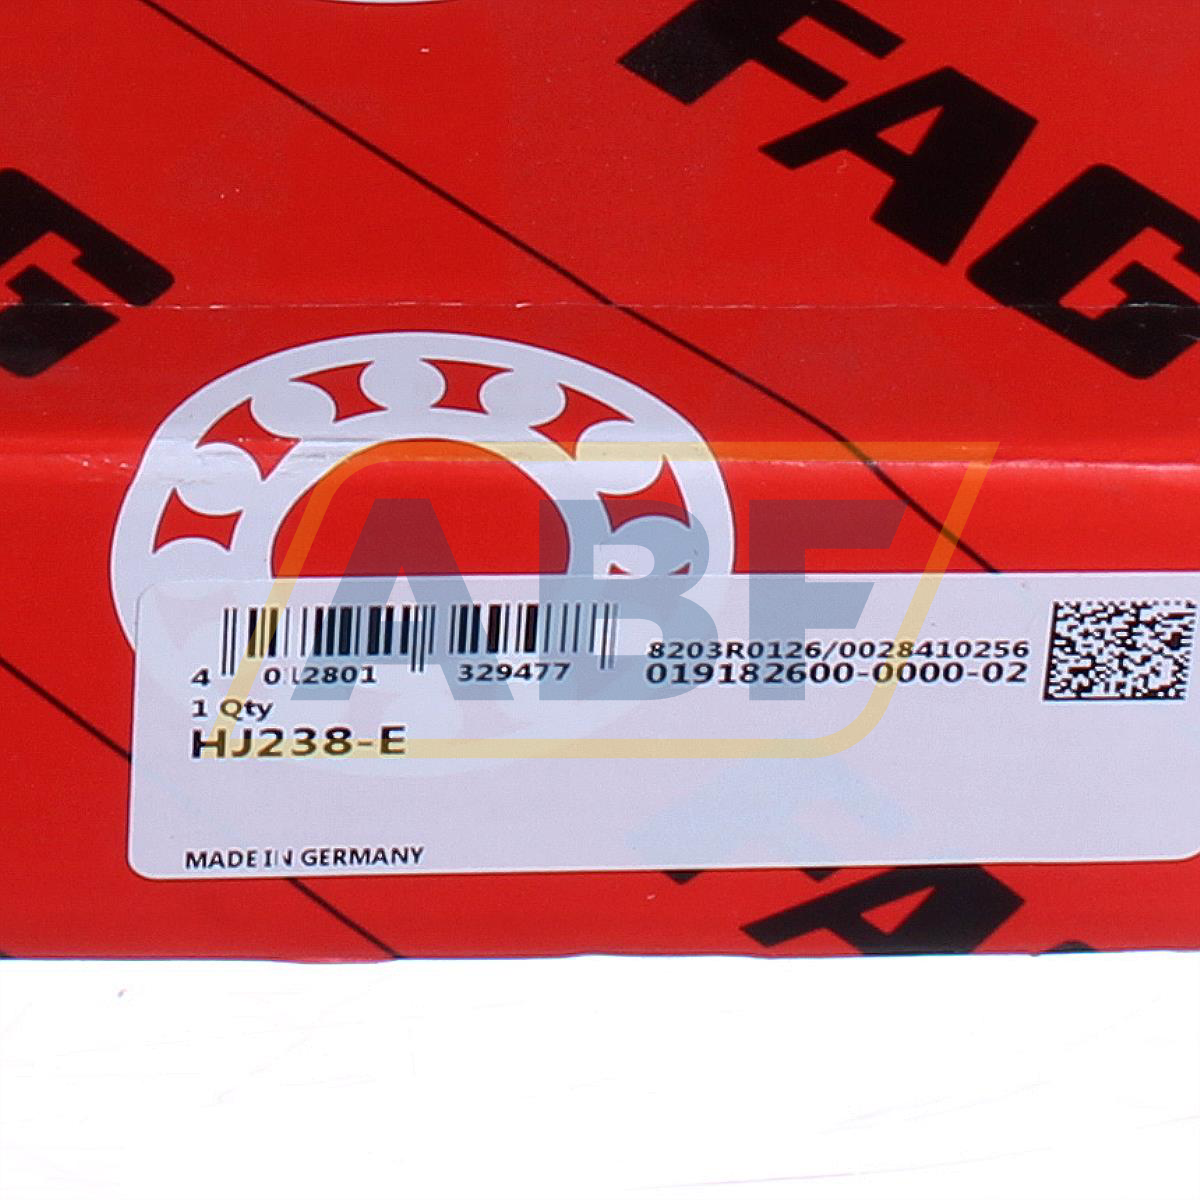 FAG
ABF
8203R0126/0028410256
4 012801 329477
019182600-0000-02
1 Qty
HJ238-E
MADE IN GERMANY